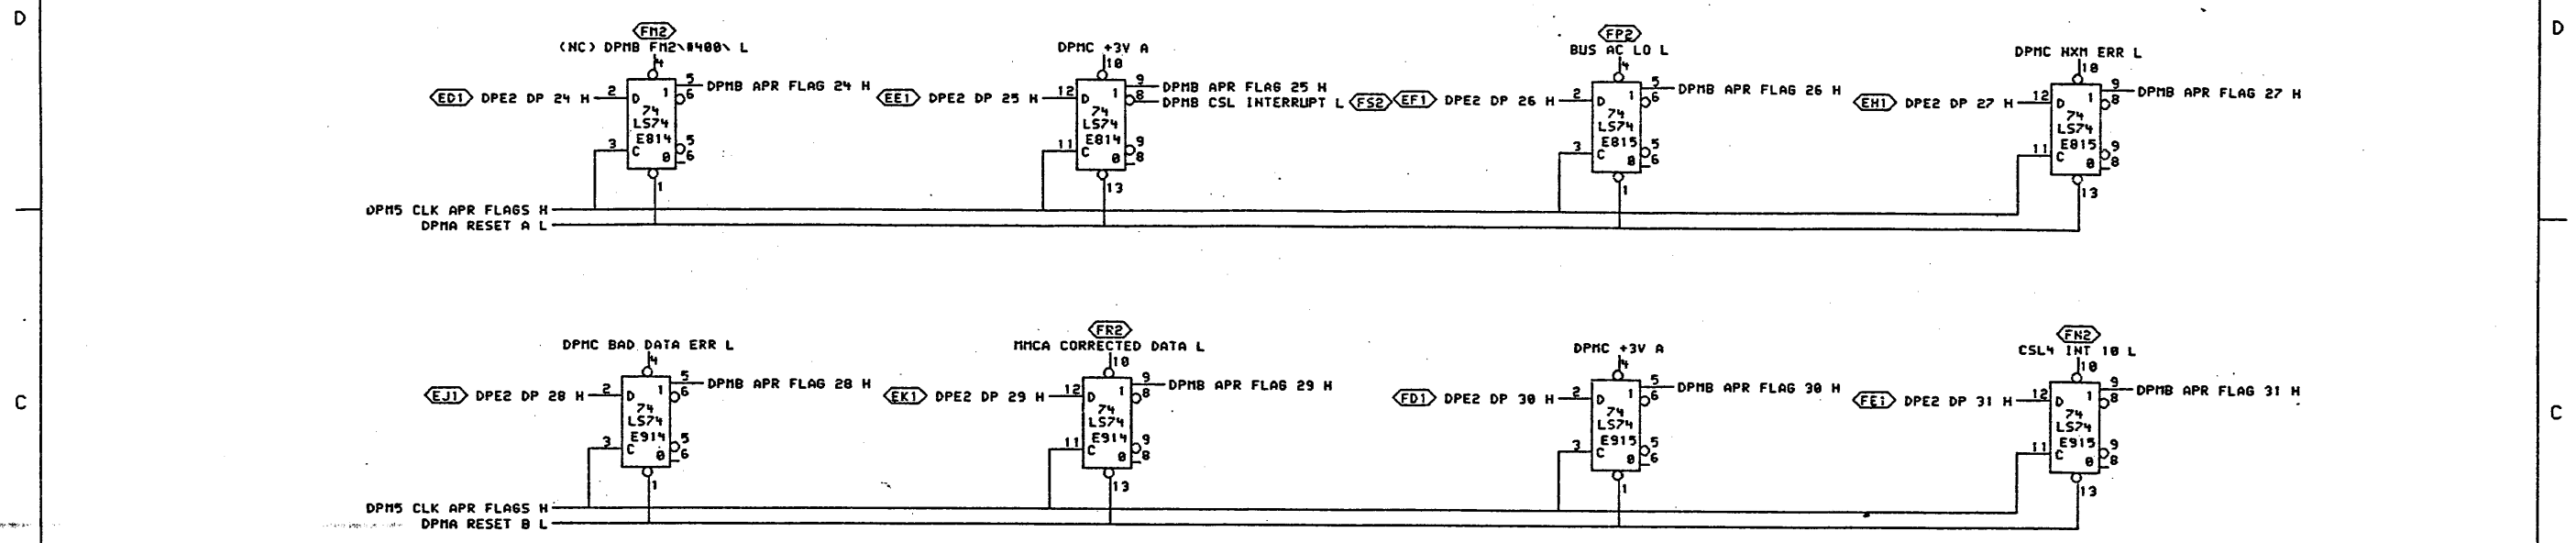 D
D
FM2
(NC) DPMB FM2\#400\ L
4
ED1 DPE2 DP 24 H 2 D 1 5 DPMB APR FLAG 24 H
6
74
LS74
E814
3 C 0 5
6
1
DPMC +3V A
10
EE1 DPE2 DP 25 H 12 D 1 9 DPMB APR FLAG 25 H
8 DPMB CSL INTERRUPT L FS2
74
LS74
E814
11 C 0 9
8
13
FP2
BUS AC LO L
4
EF1 DPE2 DP 26 H 2 D 1 5 DPMB APR FLAG 26 H
6
74
LS74
E815
3 C 0 5
6
1
DPMC NXM ERR L
10
EH1 DPE2 DP 27 H 12 D 1 9 DPMB APR FLAG 27 H
8
74
LS74
E815
11 C 0 9
8
13
DPM5 CLK APR FLAGS H
DPMA RESET A L
C
C
DPMC BAD DATA ERR L
4
EJ1 DPE2 DP 28 H 2 D 1 5 DPMB APR FLAG 28 H
6
74
LS74
E914
3 C 0 5
6
1
FR2
MMCA CORRECTED DATA L
10
EK1 DPE2 DP 29 H 12 D 1 9 DPMB APR FLAG 29 H
8
74
LS74
E914
11 C 0 9
8
13
DPMC +3V A
4
FD1 DPE2 DP 30 H 2 D 1 5 DPMB APR FLAG 30 H
6
74
LS74
E915
3 C 0 5
6
1
FN2
CSL4 INT 10 L
10
FE1 DPE2 DP 31 H 12 D 1 9 DPMB APR FLAG 31 H
8
74
LS74
E915
11 C 0 9
8
13
DPM5 CLK APR FLAGS H
DPMA RESET B L